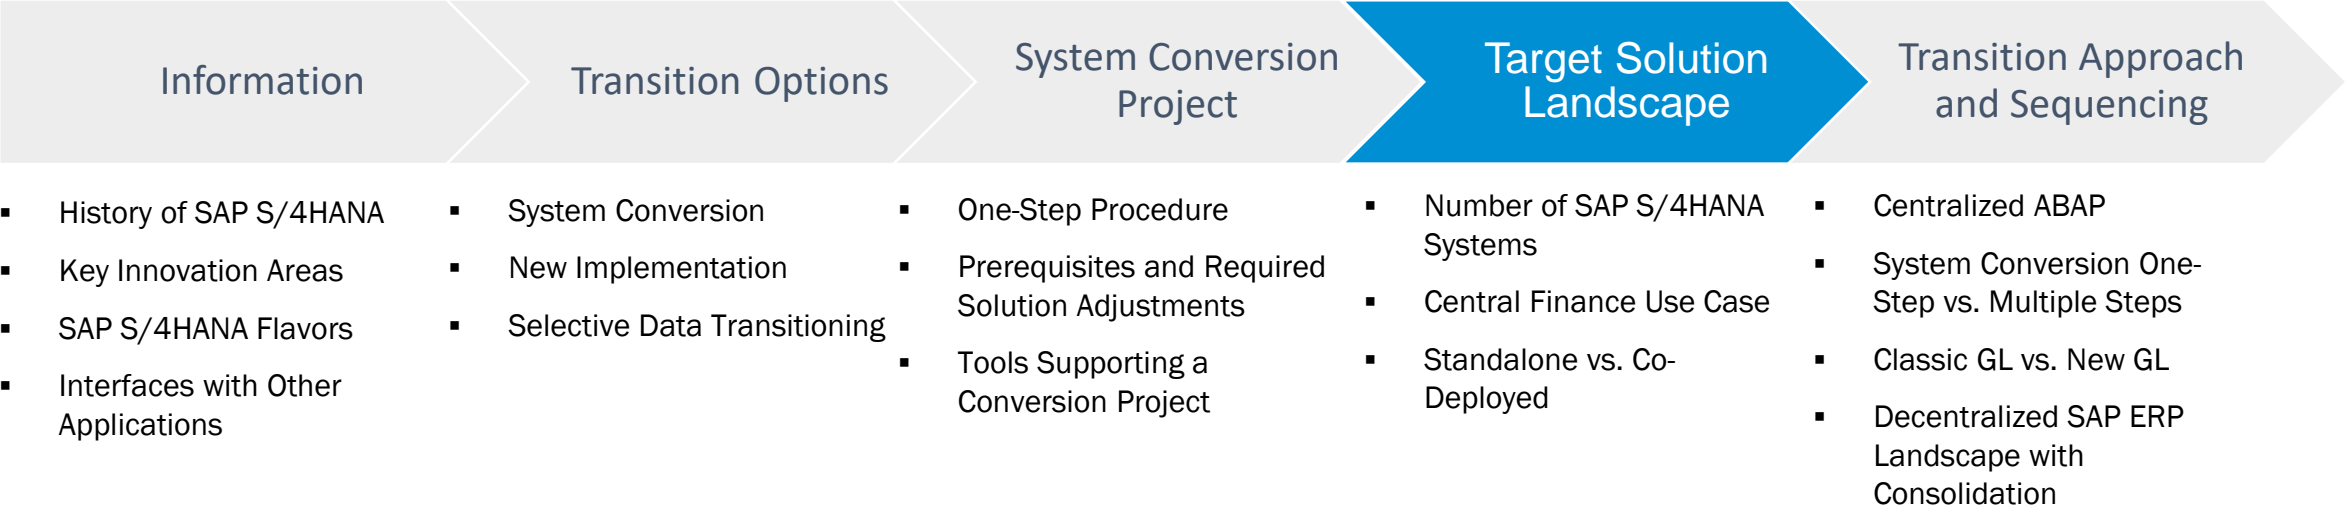 Information
Transition Options
System Conversion
Project
Target Solution
Landscape
Transition Approach
and Sequencing
▪ History of SAP S/4HANA
▪ Key Innovation Areas
▪ SAP S/4HANA Flavors
▪ Interfaces with Other
Applications
▪ System Conversion
▪ New Implementation
▪ Selective Data Transitioning
▪ One-Step Procedure
▪ Prerequisites and Required
Solution Adjustments
▪ Tools Supporting a
Conversion Project
▪ Number of SAP S/4HANA
Systems
▪ Central Finance Use Case
▪ Standalone vs. Co-
Deployed
▪ Centralized ABAP
▪ System Conversion One-
Step vs. Multiple Steps
▪ Classic GL vs. New GL
▪ Decentralized SAP ERP
Landscape with
Consolidation